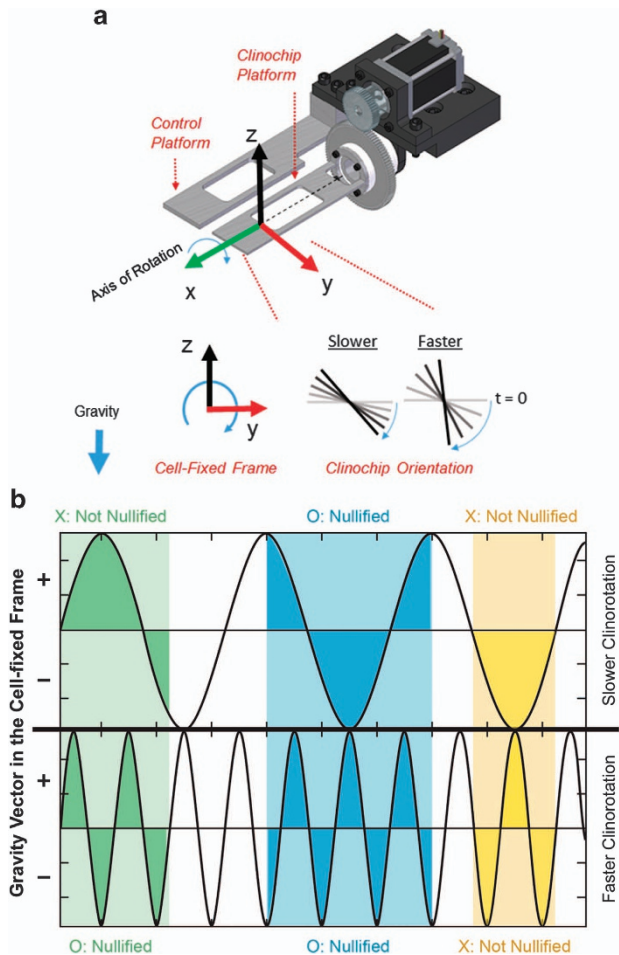 a
Clinochip
Platform
Control
Platform
z
Axis of Rotation
x
y
Slower
Faster
z
t = 0
Gravity
y
Cell-Fixed Frame
Clinochip Orientation
b
X: Not Nullified
O: Nullified
X: Not Nullified
Gravity Vector in the Cell-fixed Frame
+
−
Slower Clinorotation
+
−
Faster Clinorotation
O: Nullified
O: Nullified
X: Not Nullified